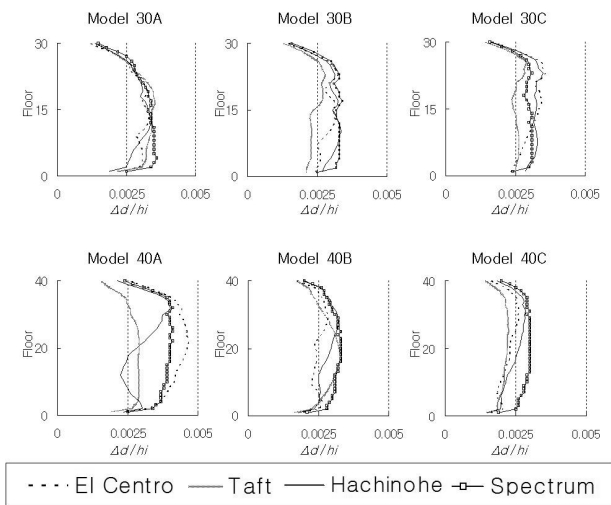 Model 30A
Model 30B
Model 30C
30
15
0
Floor
0
0.0025
0.005
Δd/hi
30
15
0
Floor
0
0.0025
0.005
Δd/hi
30
15
0
Floor
0
0.0025
0.005
Δd/hi
Model 40A
Model 40B
Model 40C
40
20
0
Floor
0
0.0025
0.005
Δd/hi
40
20
0
Floor
0
0.0025
0.005
Δd/hi
40
20
0
Floor
0
0.0025
0.005
Δd/hi
El Centro Taft Hachinohe Spectrum